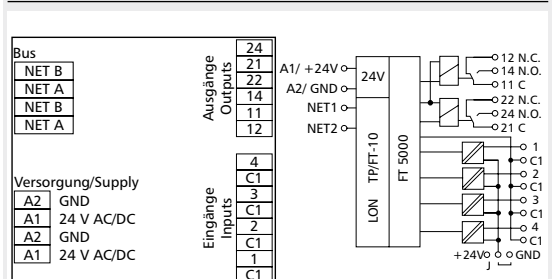 Bus
NET B
NET A
NET B
NET A
Versorgung/Supply
A2 GND
A1 24 V AC/DC
A2 GND
A1 24 V AC/DC
Ausgänge
Outputs
24
21
22
14
11
12
Eingänge
Inputs
4
C1
3
C1
2
C1
1
C1
A1/ +24V
A2/ GND
NET1
NET2
24V
LON TP/FT-10
FT 5000
12 N.C.
14 N.O.
11 C
22 N.C.
24 N.O.
21 C
1
C1
2
C1
3
C1
4
C1
+24V GND